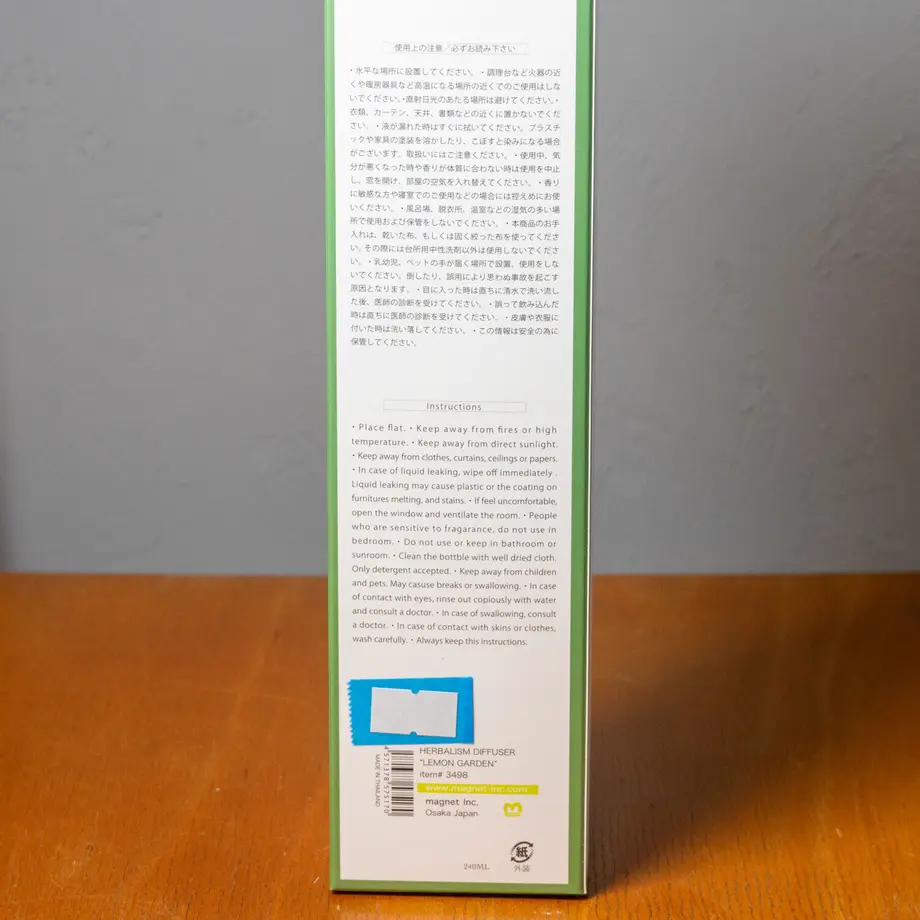 使用上の注意／必ずお読み下さい
・水平な場所に設置してください。・調理台など火器の近
くや暖房器具など高温になる場所の近くでのご使用はしな
いでください。・直射日光のあたる場所は避けてください。・
衣類、カーテン、天井、書類などの近くに置かないでくだ
さい。・液が漏れた時はすぐに拭いてください。プラスチ
ックや家具の塗装を溶かしたり、こぼすと染みになる場合
がございます。取扱いにはご注意ください。・使用中、気
分が悪くなった時や香りが体質に合わない時は使用を中止
し、窓を開け、部屋の空気を入れ替えてください。・香り
に敏感な方や寝室でのご使用などの場合には控えめにお使
いください。・風呂場、脱衣所、温室などの湿気の多い場
所で使用および保管をしないでください。・本商品のお手
入れは、乾いた布、もしくは固く絞った布を使ってくださ
い。その際には台所用中性洗剤以外は使用しないでくださ
い。・乳幼児、ペットの手が届く場所で設置、使用をしな
いでください。倒したり、誤用により思わぬ事故を起こす
原因となります。・目に入った時は直ちに清水で洗い流し
た後、医師の診断を受けてください。・誤って飲み込んだ
時は直ちに医師の診断を受けてください。・皮膚や衣服に
付いた時は洗い落してください。・この情報は安全の為に
保管してください。
Instructions
・Place flat.・Keep away from fires or high
temperature.・Keep away from direct sunlight.
・Keep away from clothes, curtains, ceilings or papers.
・In case of liquid leaking, wipe off immediately .
Liquid leaking may cause plastic or the coating on
furnitures melting, and stains.・If feel uncomfortable,
open the window and ventilate the room.・People
who are sensitive to fragarance, do not use in
bedroom.・Do not use or keep in bathroom or
sunroom.・Clean the bottble with well dried cloth.
Only detergent accepted.・Keep away from children
and pets. May casuse breaks or swallowing.・In case
of contact with eyes, rinse out copiously with water
and consult a doctor.・In case of swallowing, consult
a doctor.・In case of contact with skins or clothes,
wash carefully.・Always keep this instructions.
MADE IN THAILAND
4571378575170
HERBALISM DIFFUSER
"LEMON GARDEN"
item# 3498
www.magnet-inc.com
magnet Inc.
Osaka Japan
紙
外装
240ML